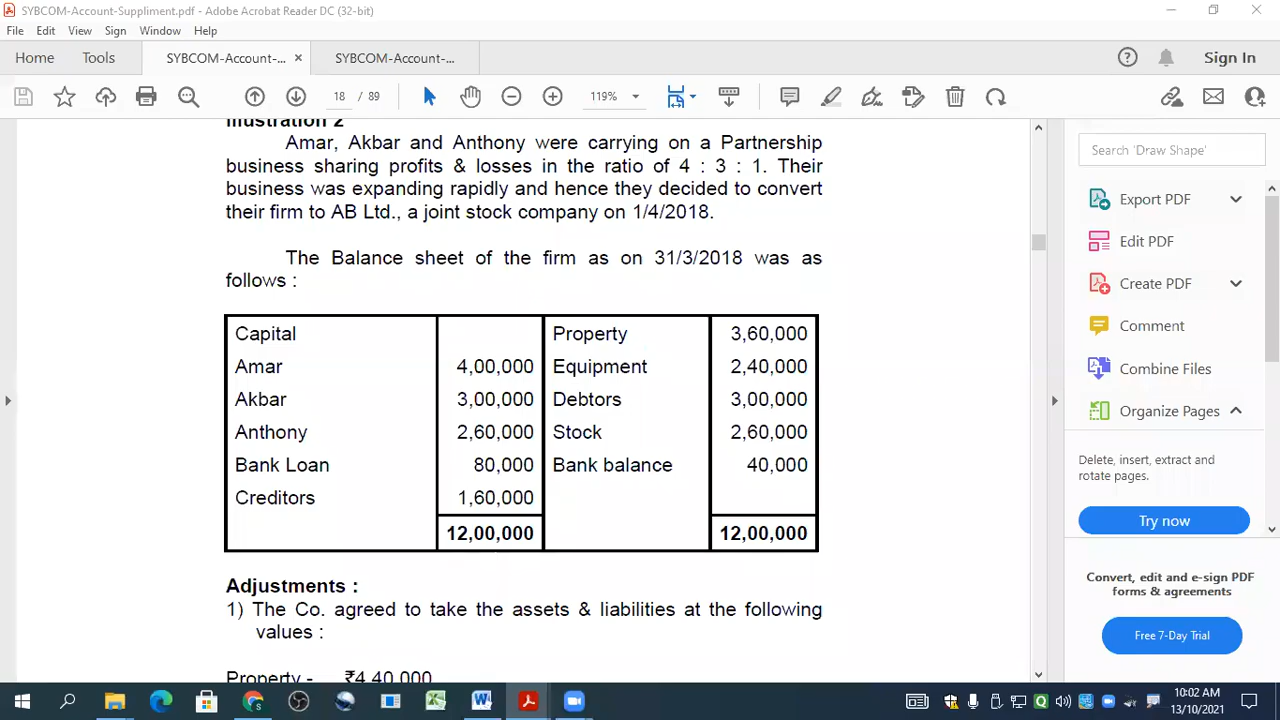 SYBCOM-Account-Suppliment.pdf - Adobe Acrobat Reader DC (32-bit)
File Edit View Sign Window Help
Home Tools SYBCOM-Account-... × SYBCOM-Account-... Sign In
18 / 89 119%
Illustration 2
Amar, Akbar and Anthony were carrying on a Partnership
business sharing profits & losses in the ratio of 4 : 3 : 1. Their
business was expanding rapidly and hence they decided to convert
their firm to AB Ltd., a joint stock company on 1/4/2018.
The Balance sheet of the firm as on 31/3/2018 was as
follows :
Capital Property 3,60,000
Amar 4,00,000 Equipment 2,40,000
Akbar 3,00,000 Debtors 3,00,000
Anthony 2,60,000 Stock 2,60,000
Bank Loan 80,000 Bank balance 40,000
Creditors 1,60,000
12,00,000 12,00,000
Adjustments :
1) The Co. agreed to take the assets & liabilities at the following
values :
Property - ₹4,40,000
Search 'Draw Shape'
Export PDF
Edit PDF
Create PDF
Comment
Combine Files
Organize Pages
Delete, insert, extract and
rotate pages.
Try now
Convert, edit and e-sign PDF
forms & agreements
Free 7-Day Trial
10:02 AM
13/10/2021